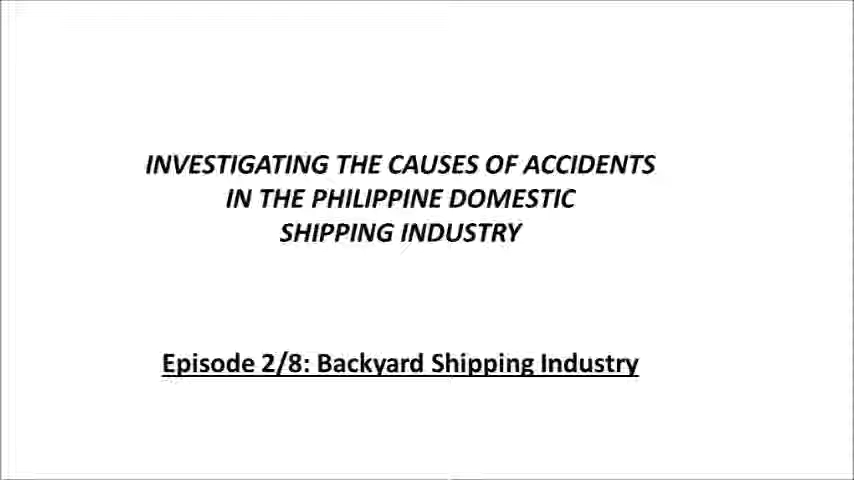 INVESTIGATING THE CAUSES OF ACCIDENTS
IN THE PHILIPPINE DOMESTIC
SHIPPING INDUSTRY
Episode 2/8: Backyard Shipping Industry